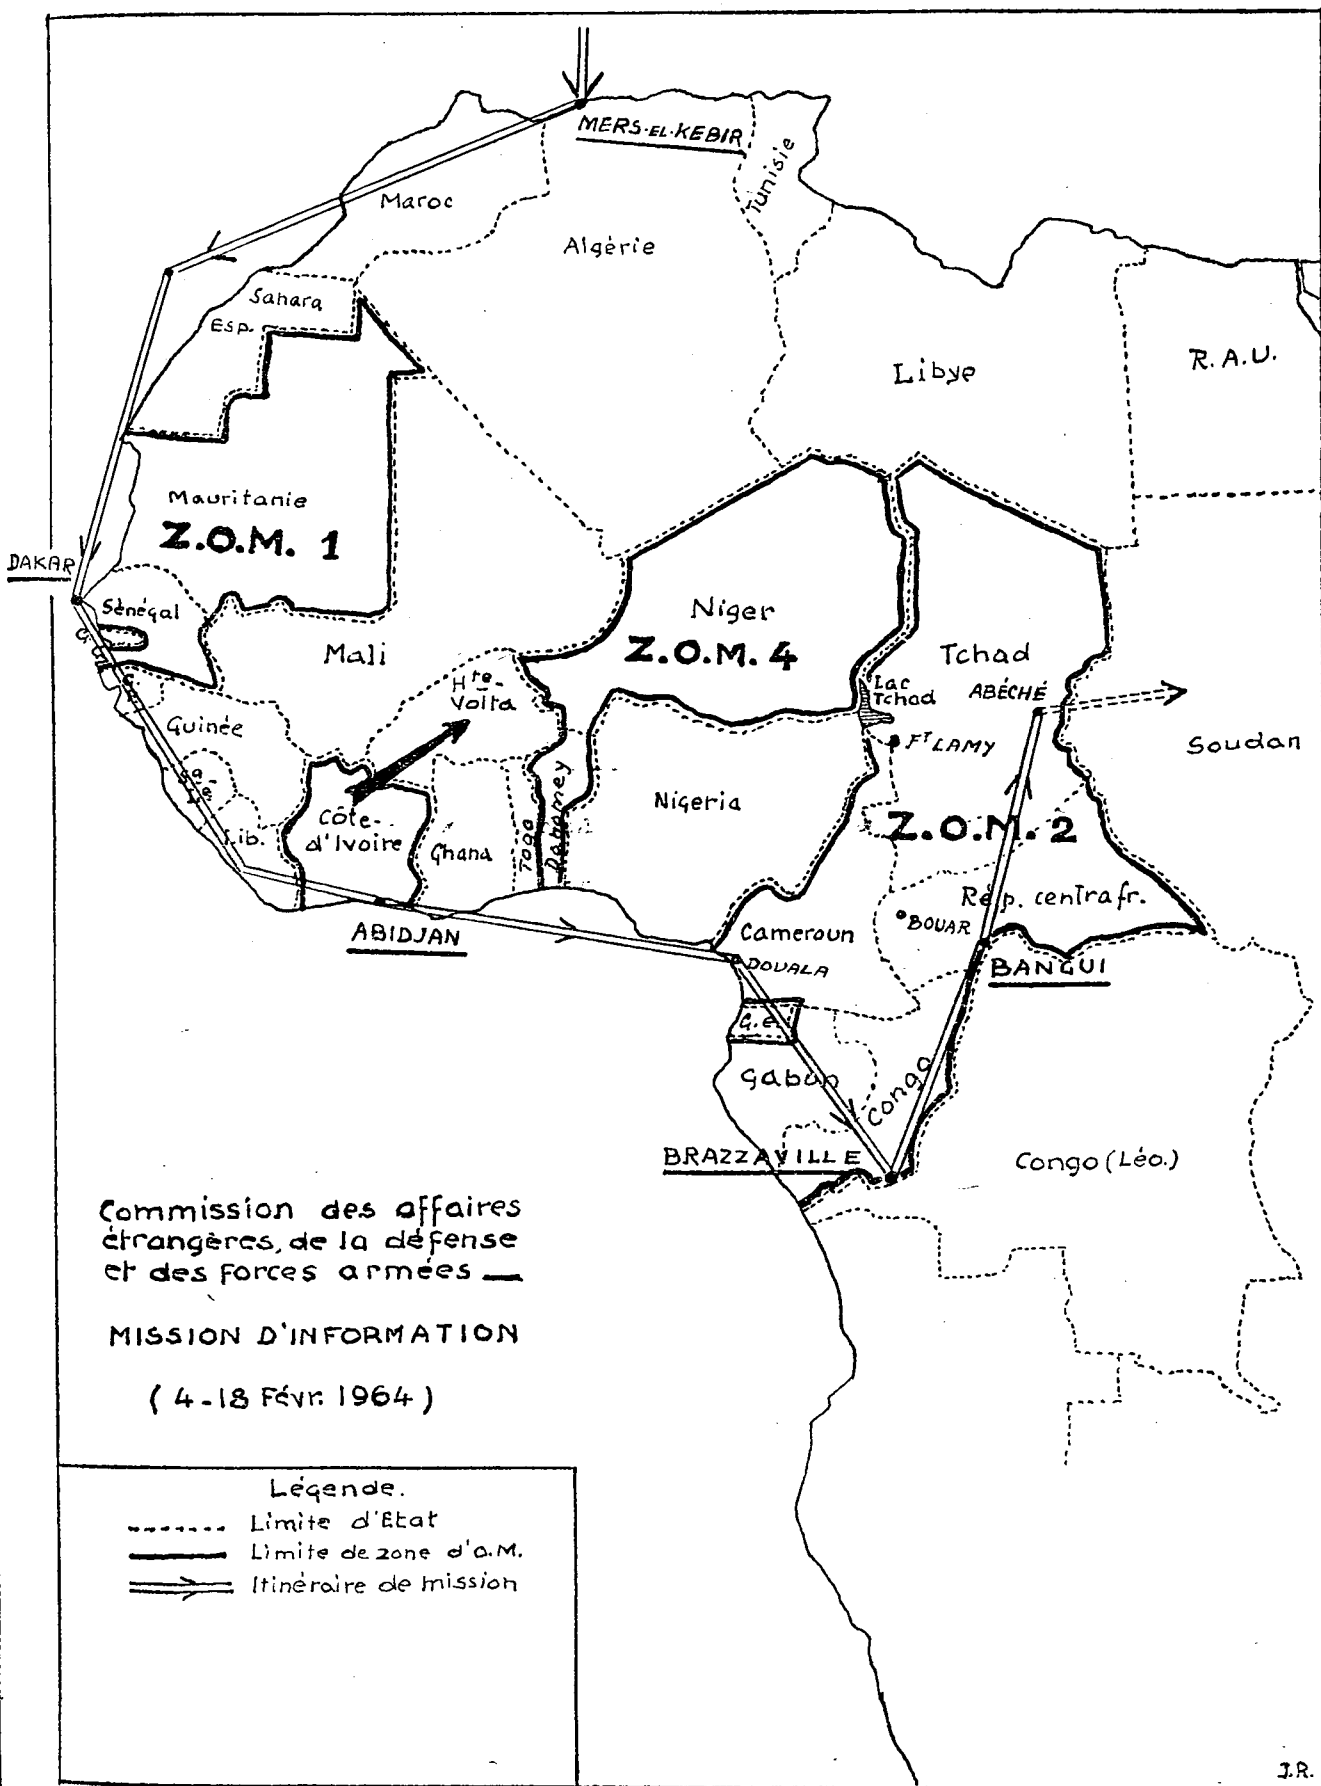 MERS-EL-KEBIR
Tunisie
Maroc
Algérie
Sahara
Esp.
Libye
R.A.U.
Mauritanie
Z.O.M. 1
DAKAR
Sénégal
Mali
Niger
Z.O.M. 4
Tchad
Lac
Tchad
ABÉCHÉ
Hte-
Volta
Guinée
FT LAMY
Soudan
Nigeria
Côte-
d'Ivoire
Ghana
Togo
Dahomey
Lib.
Z.O.M. 2
Rép. centrafr.
BOUAR
ABIDJAN
Cameroun
DOUALA
BANGUI
G.e.
Gabon
Congo
BRAZZAVILLE
Congo (Léo.)
Commission des affaires
étrangères, de la défense
et des forces armées
MISSION D'INFORMATION
( 4-18 Févr. 1964 )
Légende.
Limite d'Etat
Limite de zone d'O.M.
Itinéraire de mission
J.R.